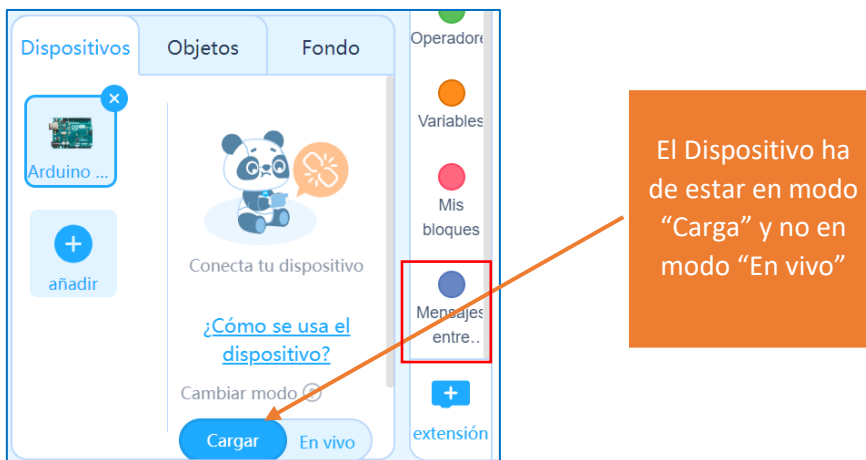 Dispositivos
Objetos
Fondo
Arduino ...
añadir
Conecta tu dispositivo
¿Cómo se usa el
dispositivo?
Cambiar modo
Cargar
En vivo
Operadore
Variables
Mis
bloques
Mensajes
entre..
extensión
El Dispositivo ha
de estar en modo
“Carga” y no en
modo “En vivo”